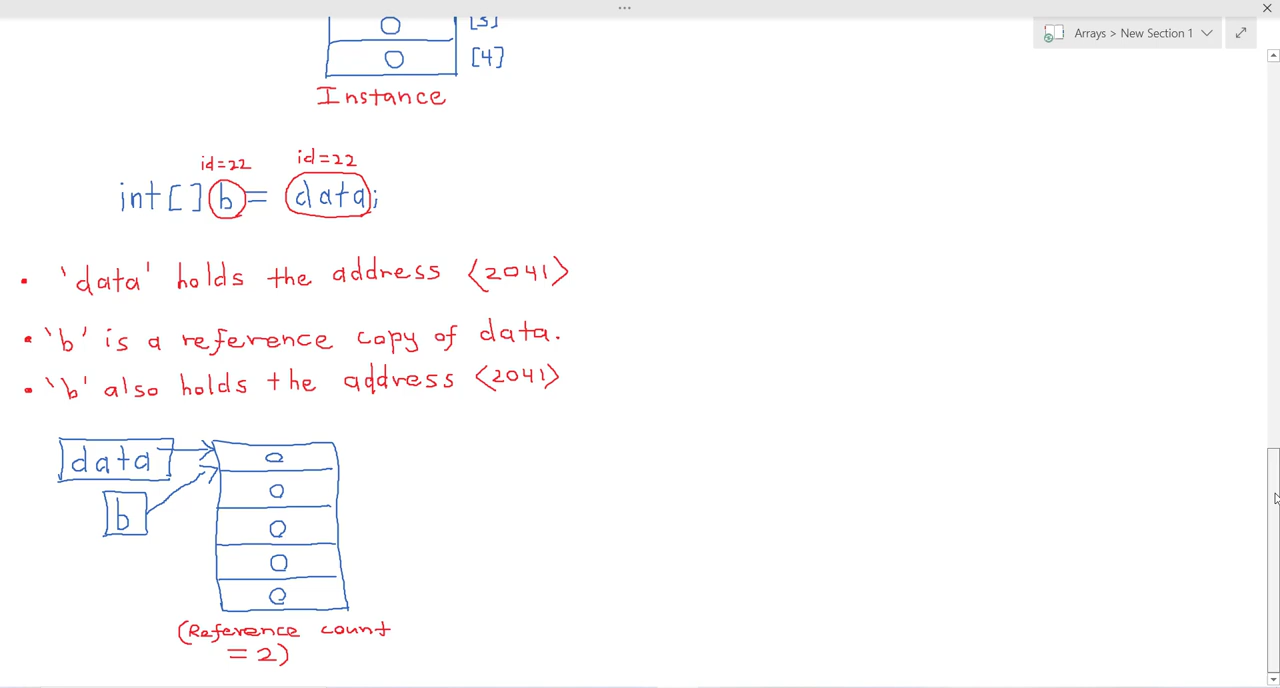 ...
Arrays > New Section 1
0 [3]
0 [4]
Instance
id=22 id=22
int[] b = data;
• 'data' holds the address <2041>
• 'b' is a reference copy of data.
• 'b' also holds the address <2041>
data 0
b 0
0
0
0
(Reference count
= 2)